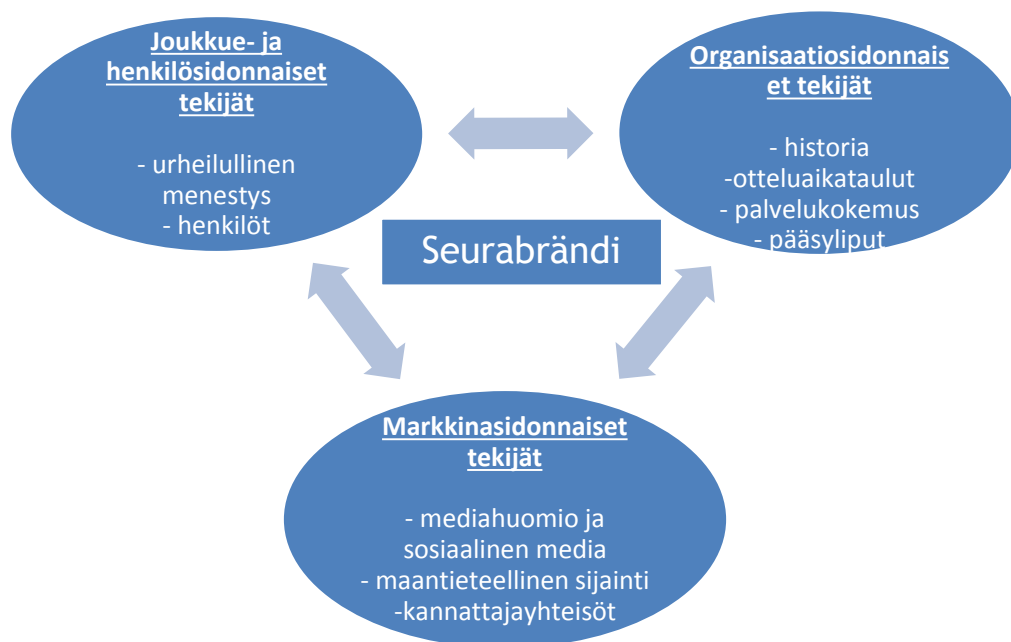 Joukkue- ja
henkilösidonnaiset
tekijät
- urheilullinen
menestys
- henkilöt
Organisaatiosidonnais
et tekijät
- historia
-otteluaikataulut
- palvelukokemus
- pääsyliput
Seurabrändi
Markkinasidonnaiset
tekijät
- mediahuomio ja
sosiaalinen media
- maantieteellinen sijainti
-kannattajayhteisöt